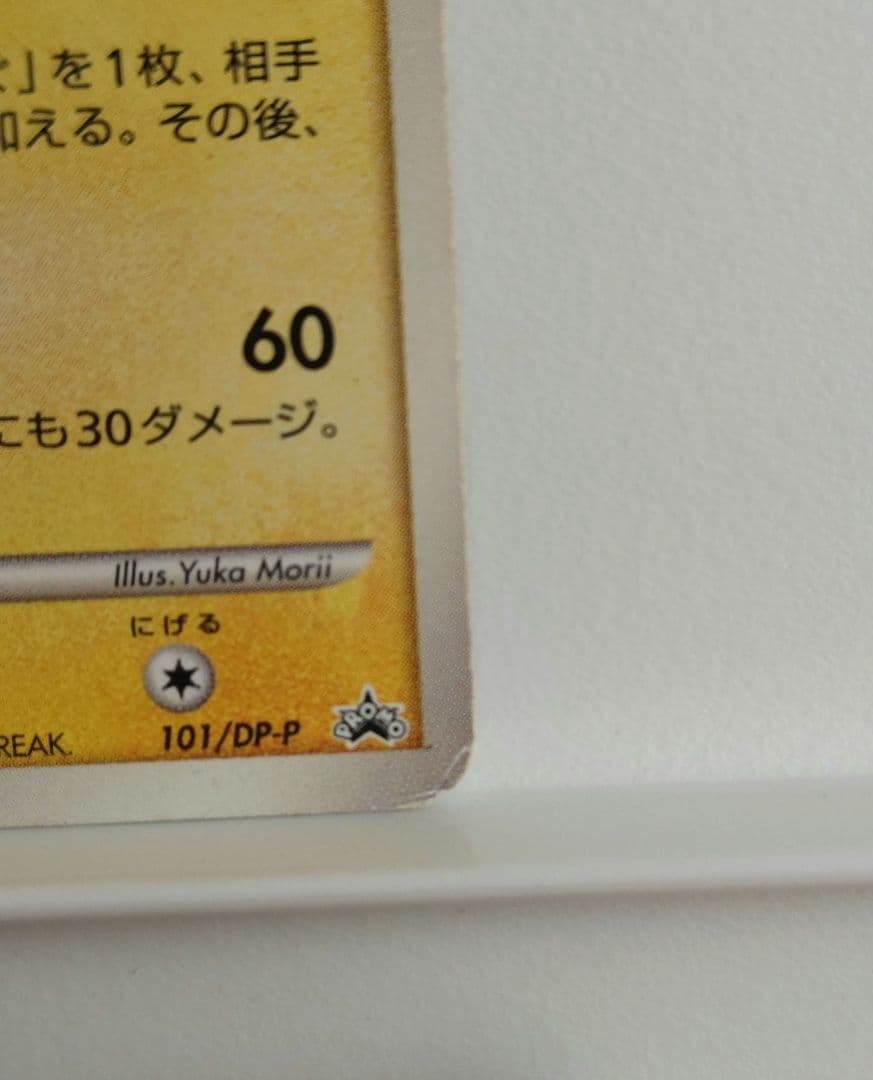 」を1枚、相手
加える。その後、
60
にも30ダメージ。
Illus. Yuka Morii
にげる
REAK.
101/DP-P
PROMO